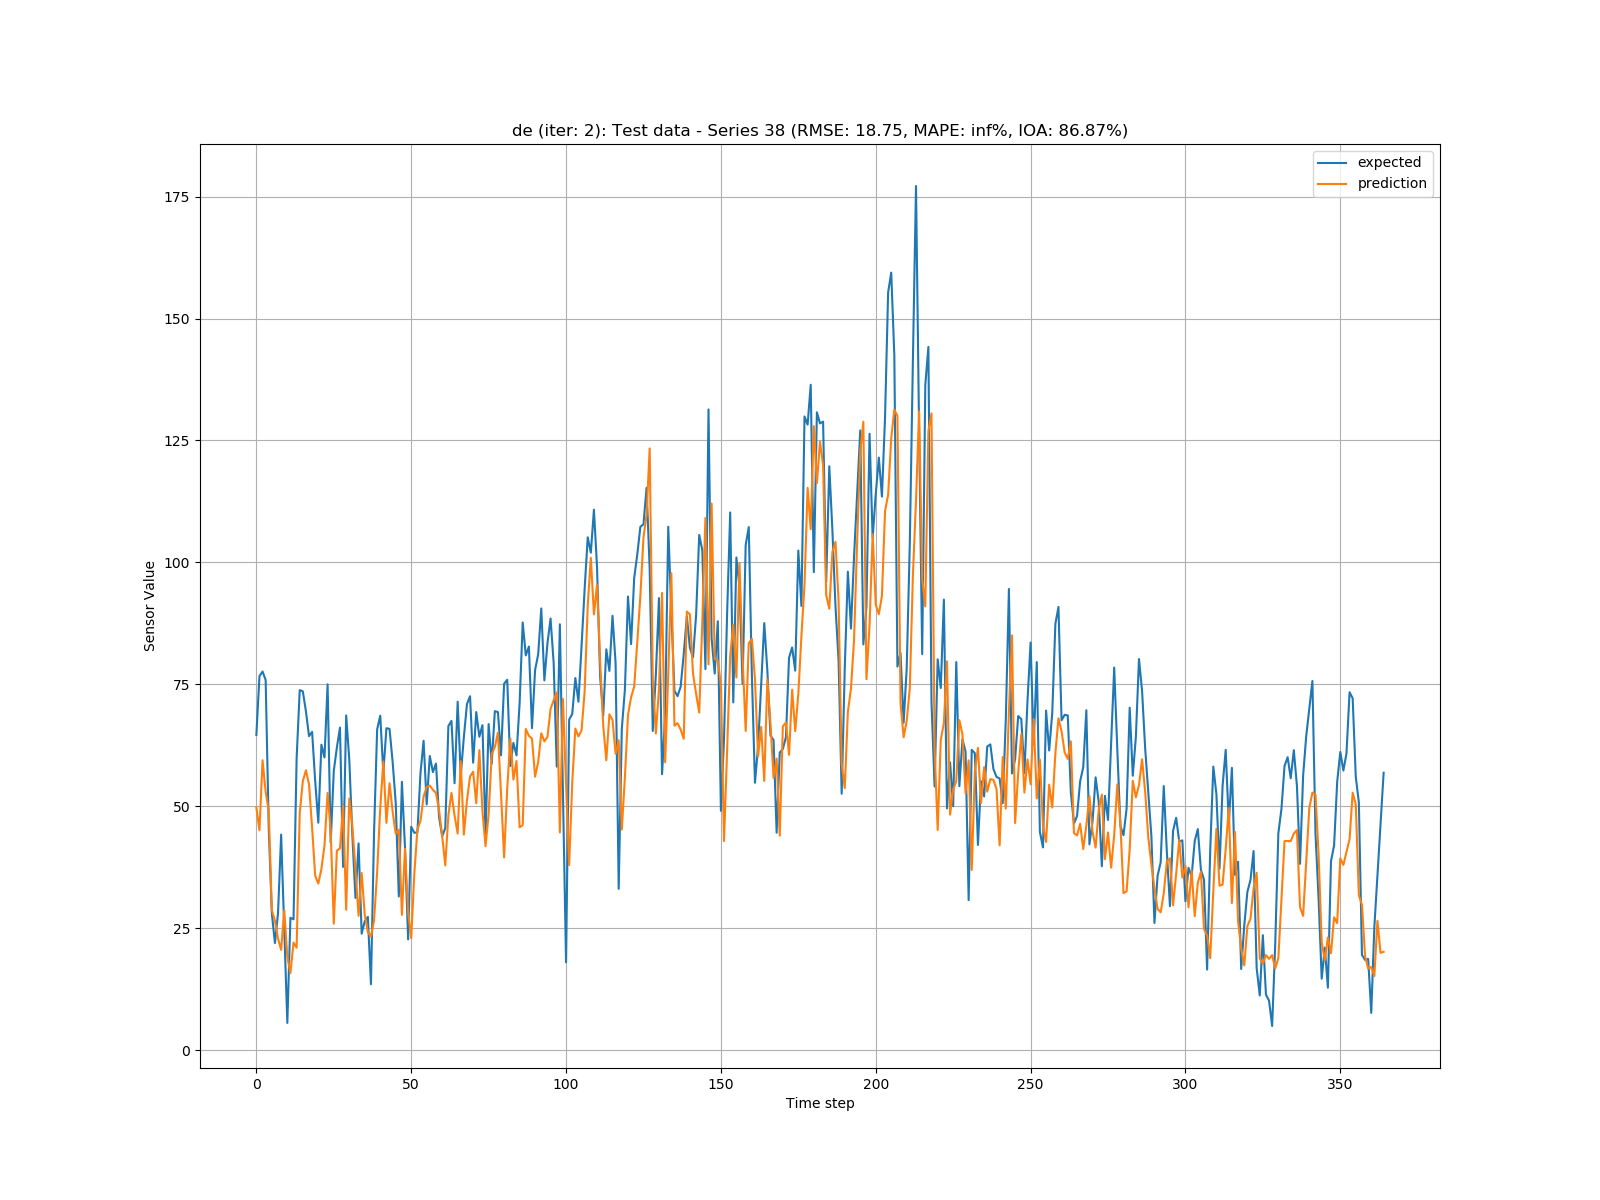 de (iter: 2): Test data - Series 38 (RMSE: 18.75, MAPE: inf%, IOA: 86.87%)
expected
prediction
175
150
125
100
75
50
25
0
Sensor Value
0 50 100 150 200 250 300 350
Time step